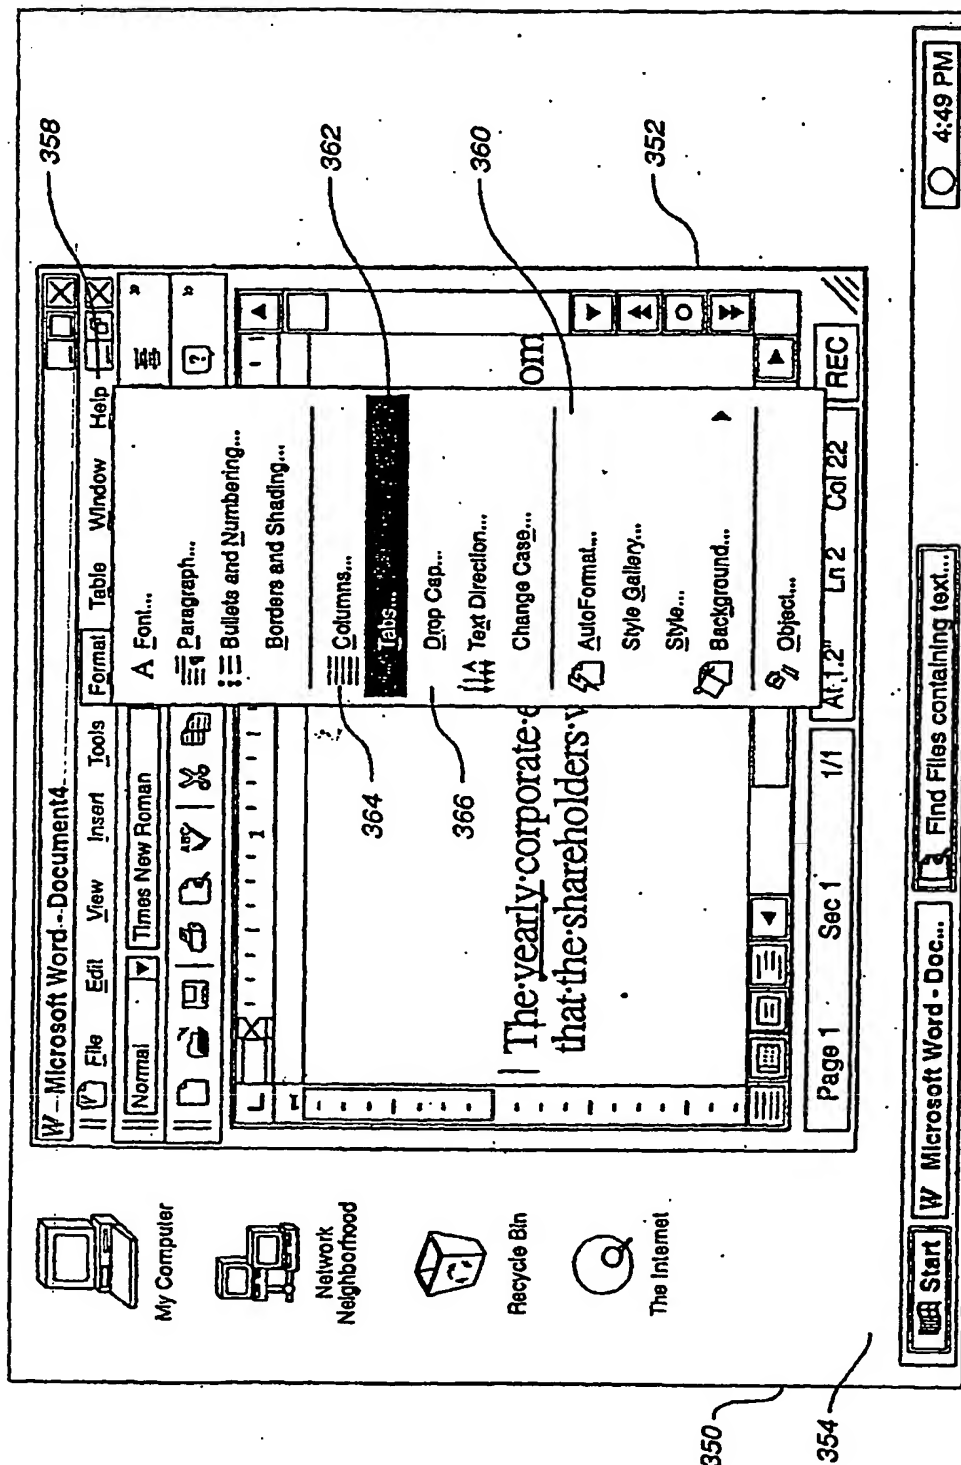 W - Microsoft Word - Document4
File Edit View Insert Tools Format Table Window Help
358
Normal
Times New Roman
ABC
A Font...
Paragraph...
Bullets and Numbering...
Borders and Shading...
Columns...
Tabs...
Drop Cap...
Text Direction...
Change Case...
AutoFormat...
Style Gallery...
Style...
Background...
Object...
362
360
352
364
366
The·yearly·corporate·e
om
that·the·shareholders·v
Page 1 Sec 1 1/1 At 1.2" Ln 2 Col 22 REC
My Computer
Network
Neighborhood
Recycle Bin
The Internet
Start
W Microsoft Word - Doc...
Find Files containing text...
4:49 PM
350
354